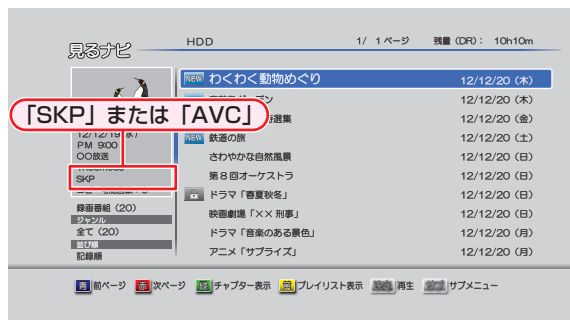 見るナビ
HDD 1/ 1 ページ 残量（DR）： 10h10m
NEW わくわく動物めぐり 12/12/20（木）
12/12/20（木）
「SKP」または「AVC」
選集 12/12/20（金）
PM 9:00
NEW 鉄道の旅 12/12/20（土）
〇〇放送
さわやかな自然風景 12/12/20（日）
SKP
第８回オーケストラ 12/12/20（日）
ドラマ「春夏秋冬」 12/12/20（日）
録画番組（20）
映画劇場「×× 刑事」 12/12/20（日）
ジャンル
全て（20）
ドラマ「音楽のある景色」 12/12/20（月）
並び順
記録順
アニメ「サプライズ」 12/12/20（月）
青 前ページ 赤 次ページ 緑 チャプター表示 黄 プレイリスト表示 再生 サブメニュー